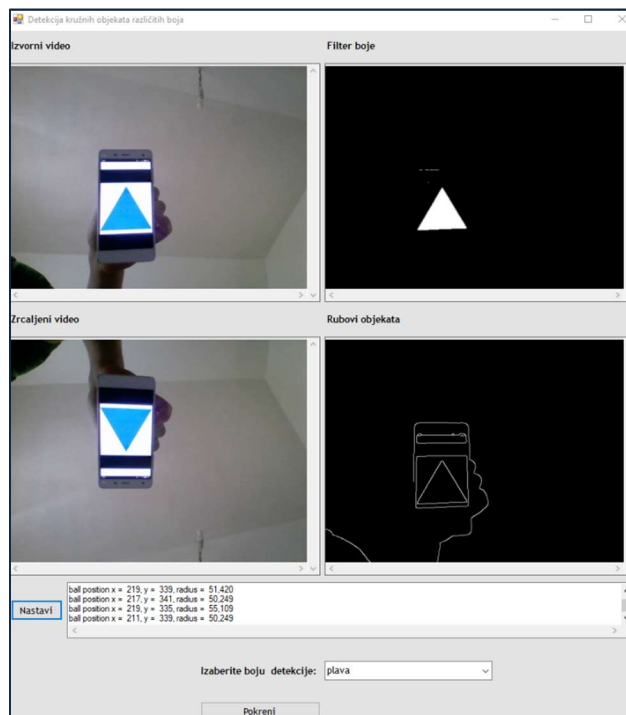 Detekcija kružnih objekata različitih boja
Izvorni video
Filter boje
Zrcaljeni video
Rubovi objekata
Nastavi
ball position x = 219, y = 339, radius = 51,420
ball position x = 217, y = 341, radius = 50,249
ball position x = 219, y = 335, radius = 55,109
ball position x = 211, y = 339, radius = 50,249
Izaberite boju detekcije:
plava
Pokreni